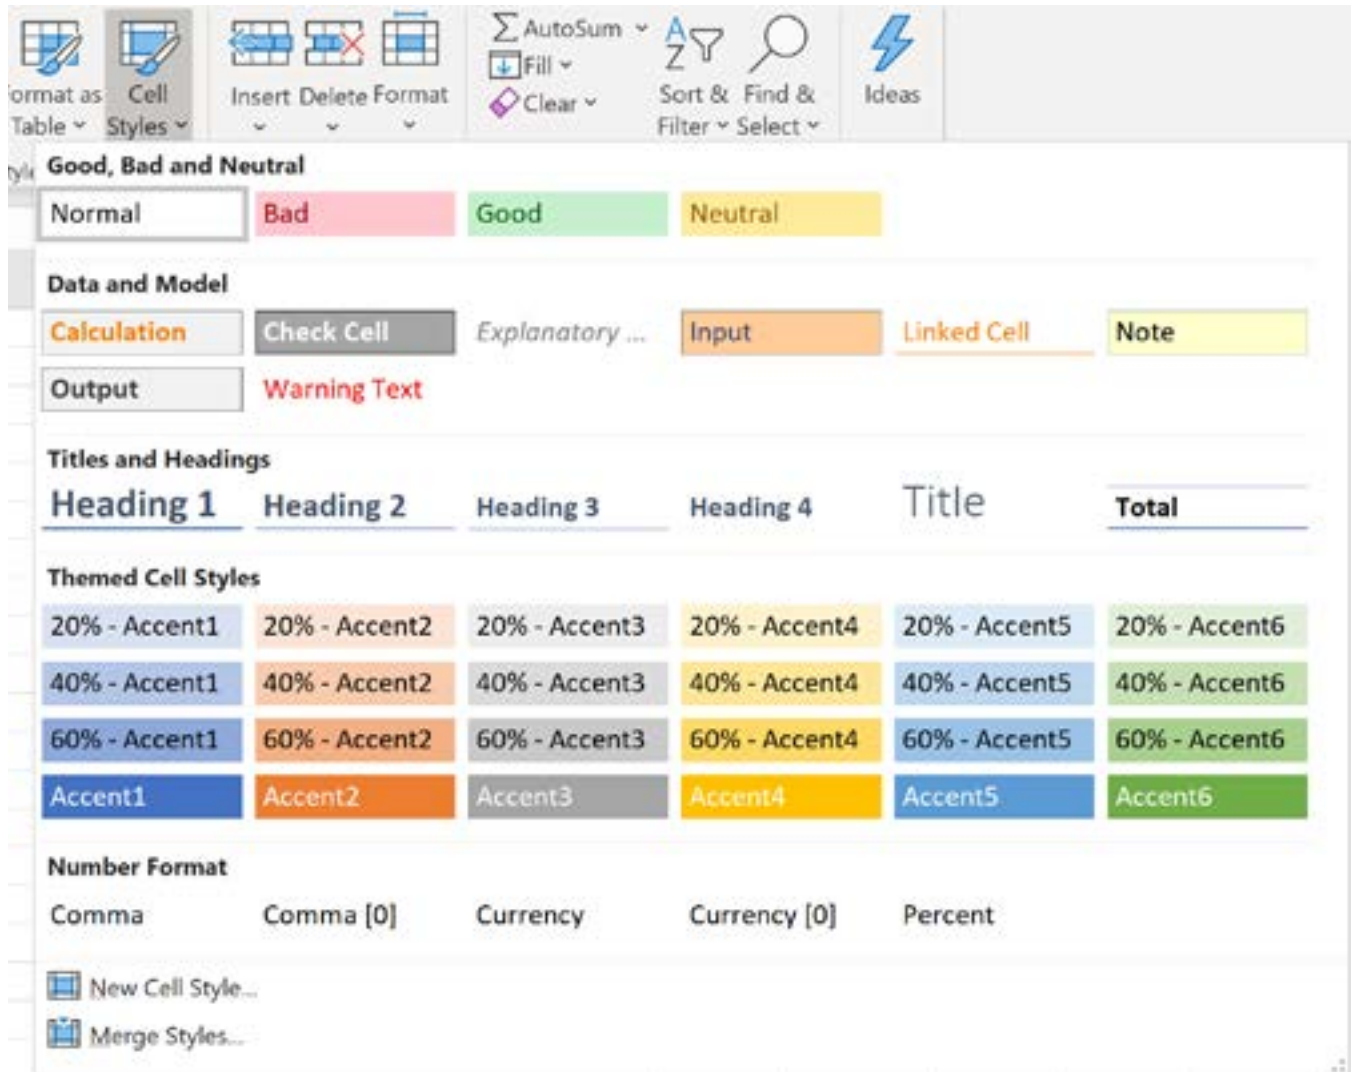 AutoSum
Fill
Clear
ormat as Cell Insert Delete Format Sort & Find & Ideas
Table Styles Filter Select
Good, Bad and Neutral
Normal Bad Good Neutral
Data and Model
Calculation Check Cell Explanatory ... Input Linked Cell Note
Output Warning Text
Titles and Headings
Heading 1 Heading 2 Heading 3 Heading 4 Title Total
Themed Cell Styles
20% - Accent1 20% - Accent2 20% - Accent3 20% - Accent4 20% - Accent5 20% - Accent6
40% - Accent1 40% - Accent2 40% - Accent3 40% - Accent4 40% - Accent5 40% - Accent6
60% - Accent1 60% - Accent2 60% - Accent3 60% - Accent4 60% - Accent5 60% - Accent6
Accent1 Accent2 Accent3 Accent4 Accent5 Accent6
Number Format
Comma Comma [0] Currency Currency [0] Percent
New Cell Style...
Merge Styles...